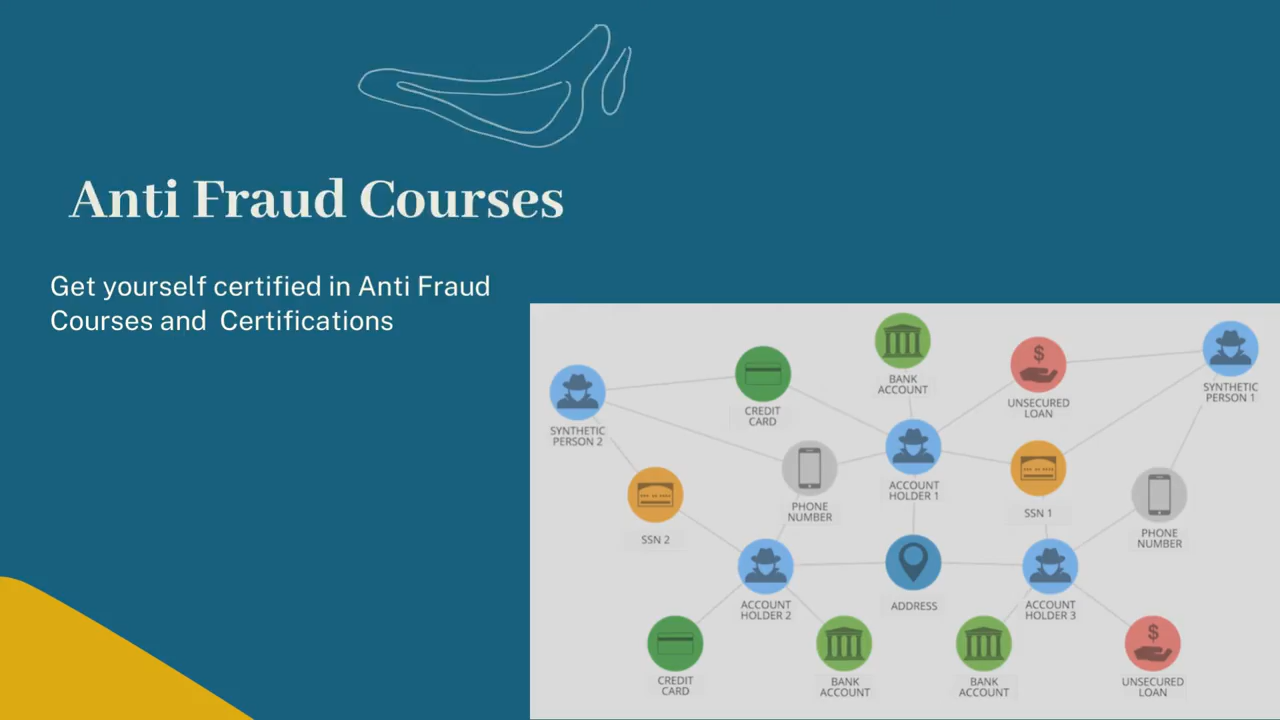 Anti Fraud Courses
Get yourself certified in Anti Fraud
Courses and Certifications
BANK
ACCOUNT
UNSECURED
LOAN
SYNTHETIC
PERSON 1
CREDIT
CARD
SYNTHETIC
PERSON 2
ACCOUNT
HOLDER 1
PHONE
NUMBER
SSN 1
SSN 2
PHONE
NUMBER
ACCOUNT
HOLDER 2
ADDRESS
ACCOUNT
HOLDER 3
CREDIT
CARD
BANK
ACCOUNT
BANK
ACCOUNT
UNSECURED
LOAN